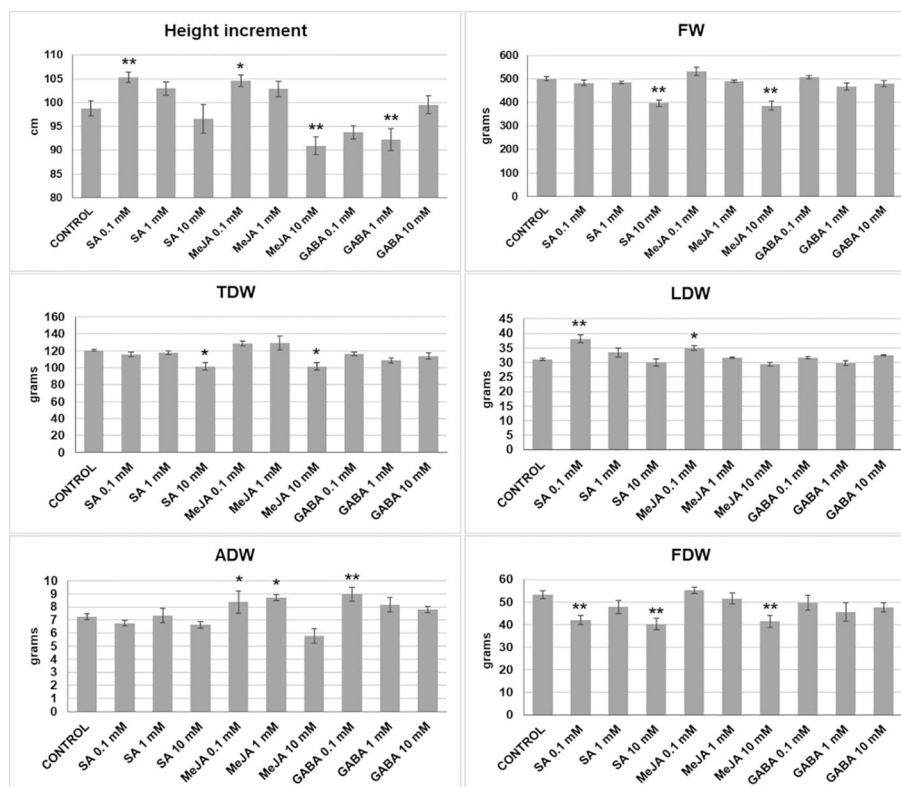 Height increment
110
**
105
*
100
**
**
95
90
85
80
cm
CONTROL
SA 0.1 mM
SA 1 mM
SA 10 mM
MeJA 0.1 mM
MeJA 1 mM
MeJA 10 mM
GABA 0.1 mM
GABA 1 mM
GABA 10 mM
FW
600
500
**
**
400
300
200
100
0
grams
CONTROL
SA 0.1 mM
SA 1 mM
SA 10 mM
MeJA 0.1 mM
MeJA 1 mM
MeJA 10 mM
GABA 0.1 mM
GABA 1 mM
GABA 10 mM
TDW
160
140
120
*
*
100
80
60
40
20
0
grams
CONTROL
SA 0.1 mM
SA 1 mM
SA 10 mM
MeJA 0.1 mM
MeJA 1 mM
MeJA 10 mM
GABA 0.1 mM
GABA 1 mM
GABA 10 mM
LDW
45
**
40
*
35
30
25
20
15
10
5
0
grams
CONTROL
SA 0.1 mM
SA 1 mM
SA 10 mM
MeJA 0.1 mM
MeJA 1 mM
MeJA 10 mM
GABA 0.1 mM
GABA 1 mM
GABA 10 mM
ADW
*
*
**
9
8
7
6
5
4
3
2
1
0
grams
CONTROL
SA 0.1 mM
SA 1 mM
SA 10 mM
MeJA 0.1 mM
MeJA 1 mM
MeJA 10 mM
GABA 0.1 mM
GABA 1 mM
GABA 10 mM
FDW
60
50
**
**
**
40
30
20
10
0
grams
CONTROL
SA 0.1 mM
SA 1 mM
SA 10 mM
MeJA 0.1 mM
MeJA 1 mM
MeJA 10 mM
GABA 0.1 mM
GABA 1 mM
GABA 10 mM